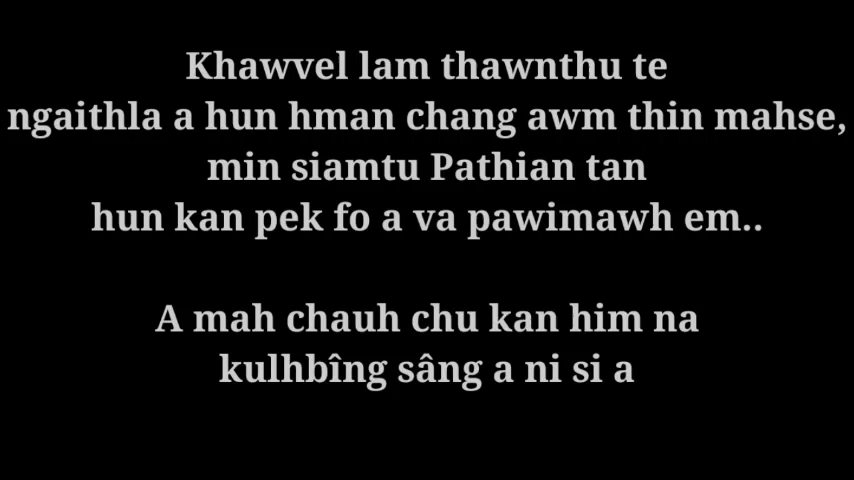 Khawvel lam thawnthu te
ngaithla a hun hman chang awm thin mahse,
min siamtu Pathian tan
hun kan pek fo a va pawimawh em..
A mah chauh chu kan him na
kulhbîng sâng a ni si a